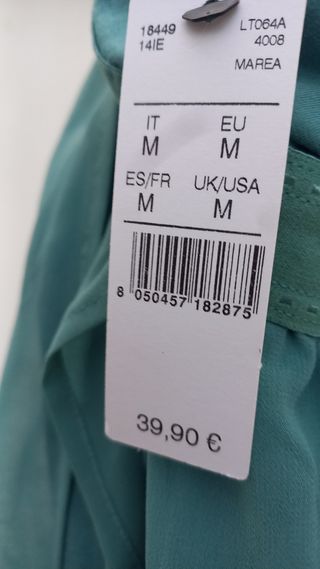 18449 LT064A
14IE 4008
MAREA
IT EU
M M
ES/FR UK/USA
M M
8 050457 182875
39,90 €